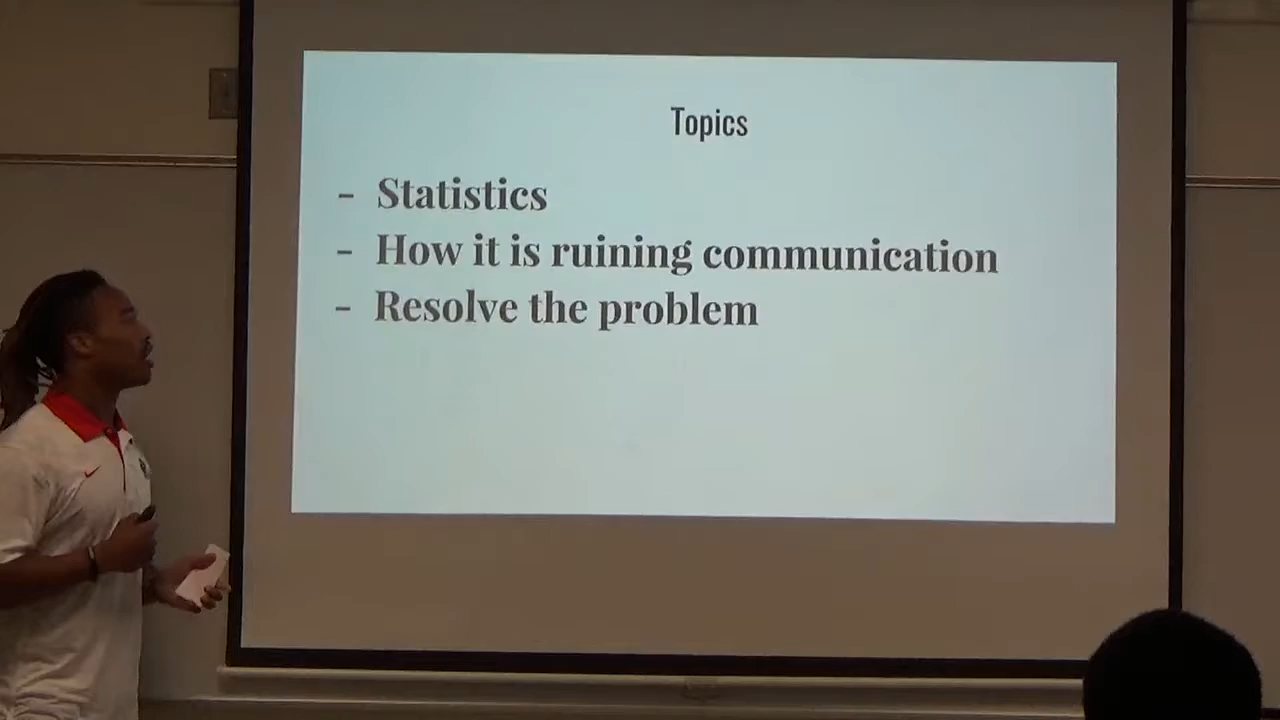 Topics
- Statistics
- How it is ruining communication
- Resolve the problem